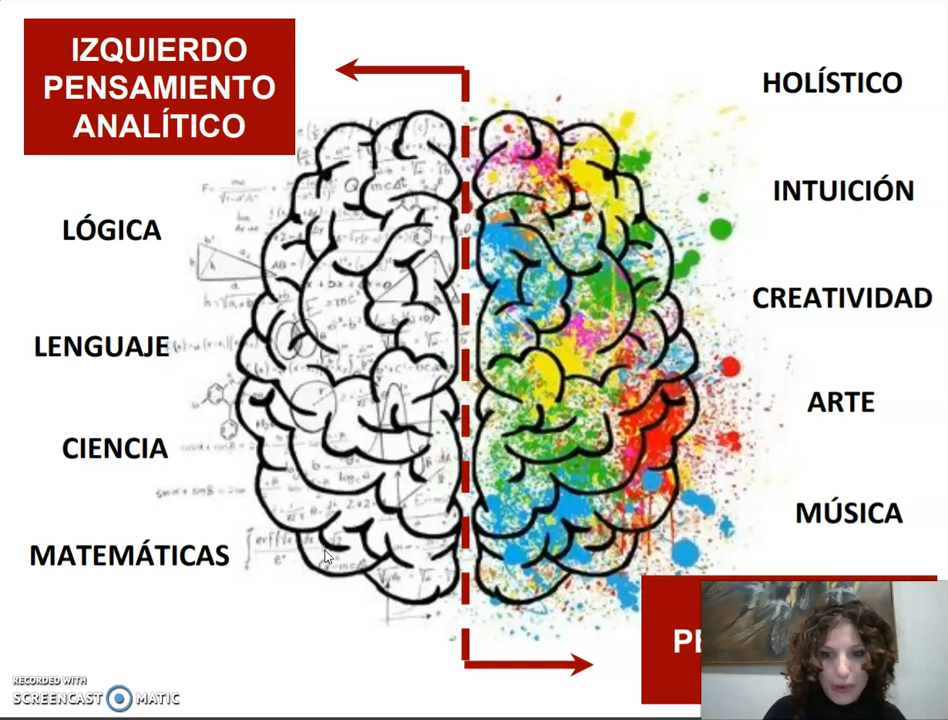 IZQUIERDO
PENSAMIENTO
ANALÍTICO
LÓGICA
LENGUAJE
CIENCIA
MATEMÁTICAS
HOLÍSTICO
INTUICIÓN
CREATIVIDAD
ARTE
MÚSICA
RECORDED WITH
SCREENCAST MATIC